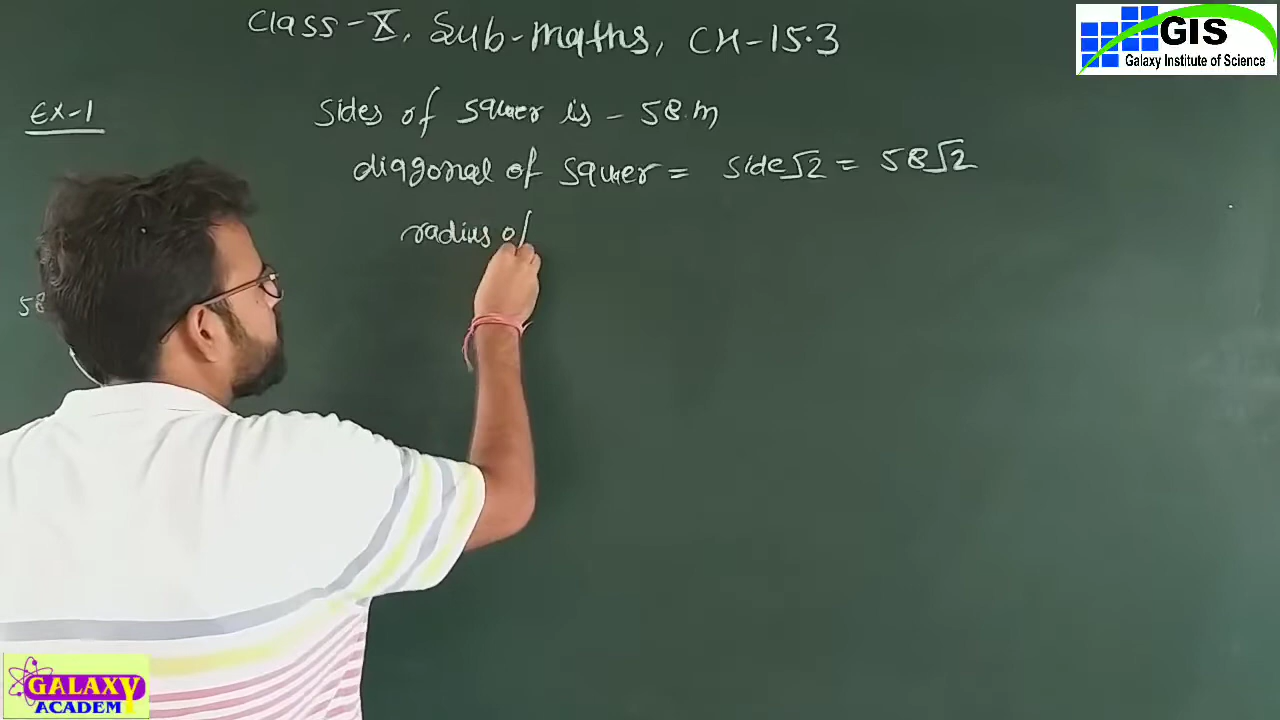 Class-X, Sub-maths, CH-15.3
GIS
Galaxy Institute of Science
Ex-1
Sides of squer is - 58 m
diagonal of squer = side√2 = 58√2
radius of
58
GALAXY
ACADEM